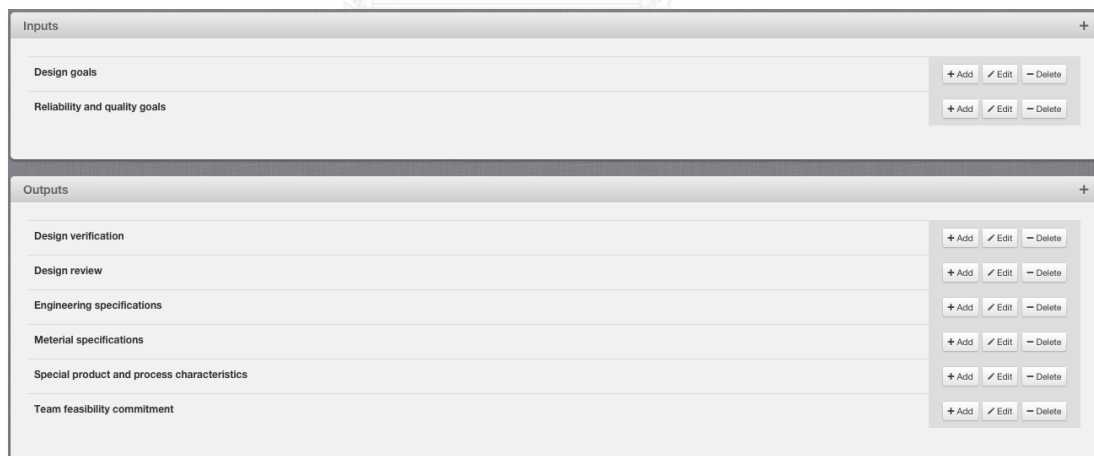 Inputs +
Design goals + Add Edit − Delete
Reliability and quality goals + Add Edit − Delete
Outputs +
Design verification + Add Edit − Delete
Design review + Add Edit − Delete
Engineering specifications + Add Edit − Delete
Meterial specifications + Add Edit − Delete
Special product and process characteristics + Add Edit − Delete
Team feasibility commitment + Add Edit − Delete